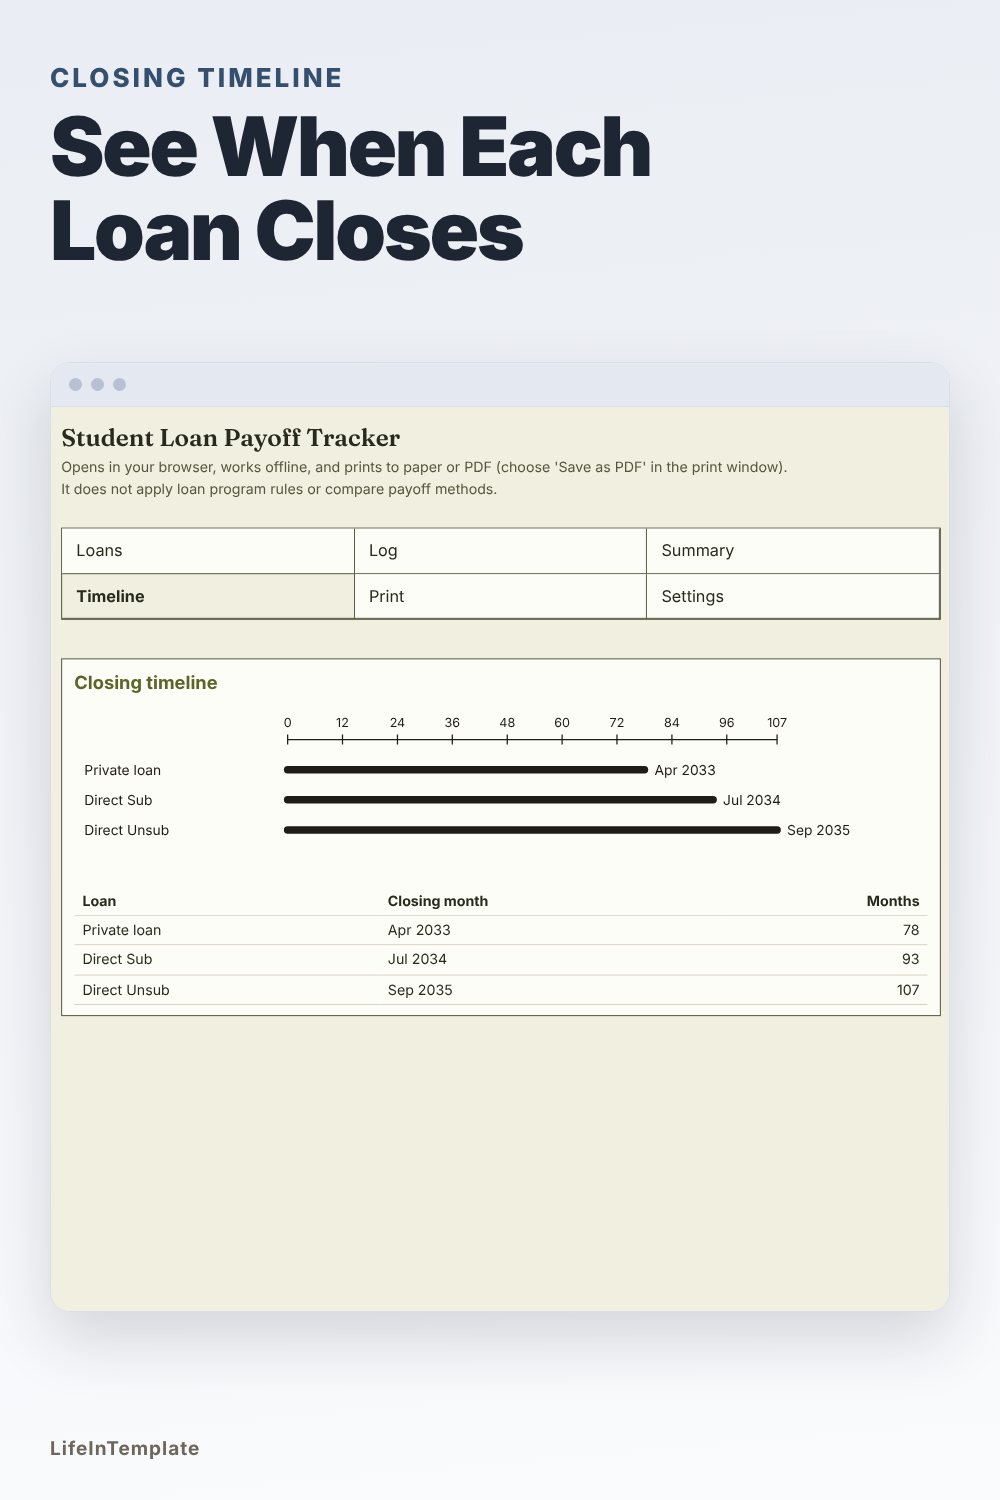 CLOSING TIMELINE
See When Each
Loan Closes
Student Loan Payoff Tracker
Opens in your browser, works offline, and prints to paper or PDF (choose 'Save as PDF' in the print window).
It does not apply loan program rules or compare payoff methods.
Loans Log Summary
Timeline Print Settings
Closing timeline
0 12 24 36 48 60 72 84 96 107
Private loan Apr 2033
Direct Sub Jul 2034
Direct Unsub Sep 2035
Loan Closing month Months
Private loan Apr 2033 78
Direct Sub Jul 2034 93
Direct Unsub Sep 2035 107
LifeInTemplate